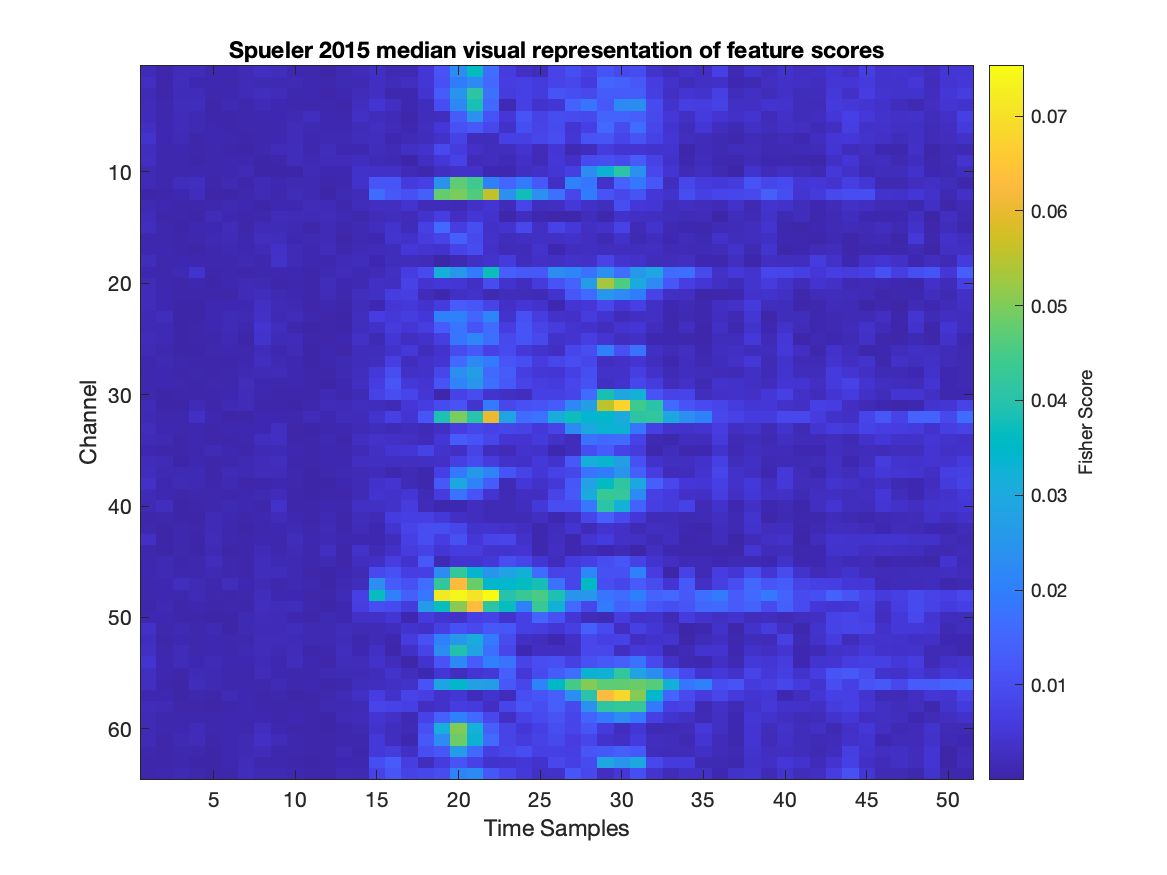 Spueler 2015 median visual representation of feature scores
10
20
30
40
50
60
Channel
5 10 15 20 25 30 35 40 45 50
Time Samples
0.07
0.06
0.05
0.04
0.03
0.02
0.01
Fisher Score